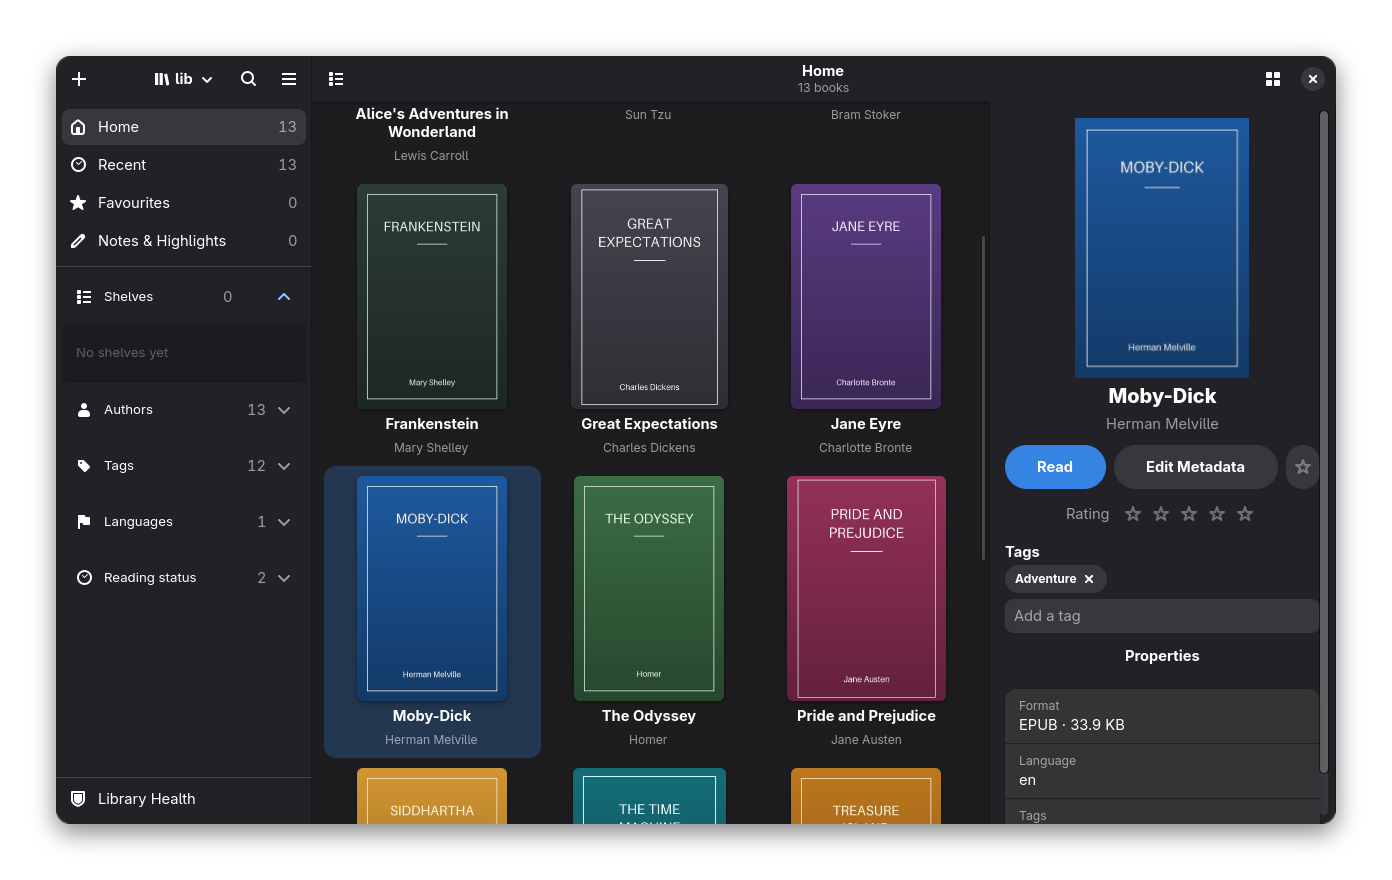 lib
Home
13 books
Home 13
Recent 13
Favourites 0
Notes & Highlights 0
Shelves 0
No shelves yet
Authors 13
Tags 12
Languages 1
Reading status 2
Library Health
Alice's Adventures in
Wonderland
Lewis Carroll
Sun Tzu
Bram Stoker
FRANKENSTEIN
Mary Shelley
Frankenstein
Mary Shelley
GREAT
EXPECTATIONS
Charles Dickens
Great Expectations
Charles Dickens
JANE EYRE
Charlotte Bronte
Jane Eyre
Charlotte Bronte
MOBY-DICK
Herman Melville
Moby-Dick
Herman Melville
THE ODYSSEY
Homer
The Odyssey
Homer
PRIDE AND
PREJUDICE
Jane Austen
Pride and Prejudice
Jane Austen
SIDDHARTHA
THE TIME
MACHINE
TREASURE
ISLAND
MOBY-DICK
Herman Melville
Moby-Dick
Herman Melville
Read
Edit Metadata
Rating
Tags
Adventure
Add a tag
Properties
Format
EPUB · 33.9 KB
Language
en
Tags